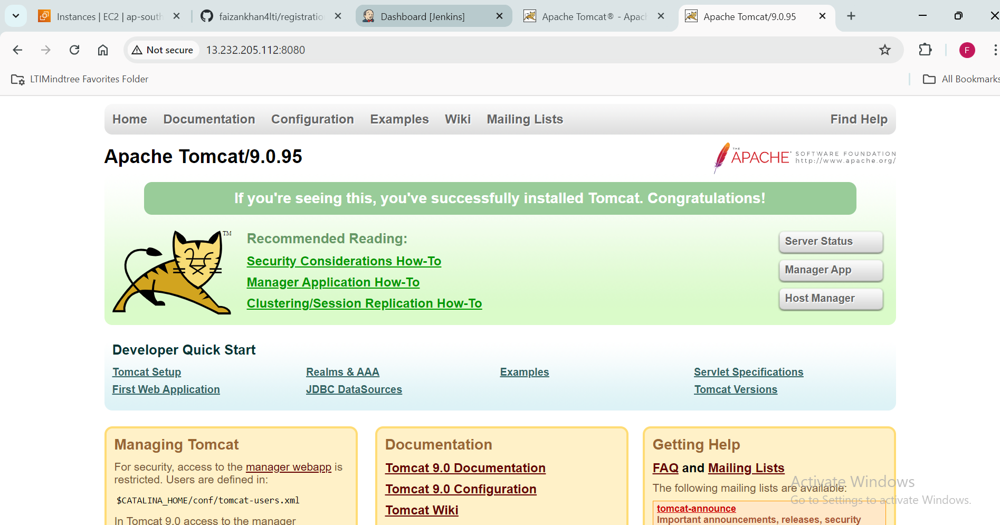 Instances | EC2 | ap-south
faizankhan4lti/registratio
Dashboard [Jenkins]
Apache Tomcat® - Apac
Apache Tomcat/9.0.95
Not secure
13.232.205.112:8080
F
LTIMindtree Favorites Folder
All Bookmarks
Home Documentation Configuration Examples Wiki Mailing Lists Find Help
Apache Tomcat/9.0.95
THE APACHE® SOFTWARE FOUNDATION
http://www.apache.org/
If you're seeing this, you've successfully installed Tomcat. Congratulations!
TM
Recommended Reading:
Security Considerations How-To
Manager Application How-To
Clustering/Session Replication How-To
Server Status
Manager App
Host Manager
Developer Quick Start
Tomcat Setup
First Web Application
Realms & AAA
JDBC DataSources
Examples
Servlet Specifications
Tomcat Versions
Managing Tomcat
For security, access to the manager webapp is
restricted. Users are defined in:
$CATALINA_HOME/conf/tomcat-users.xml
In Tomcat 9.0 access to the manager
Documentation
Tomcat 9.0 Documentation
Tomcat 9.0 Configuration
Tomcat Wiki
Getting Help
FAQ and Mailing Lists
The following mailing lists are available:
tomcat-announce
Important announcements, releases, security
Activate Windows
Go to Settings to activate Windows.